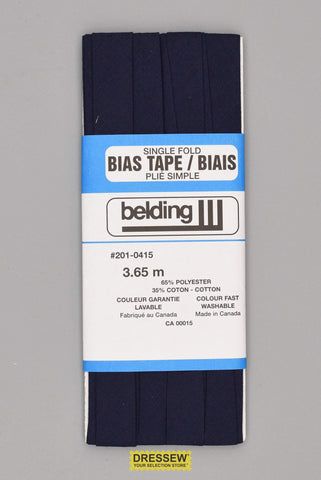 SINGLE FOLD
BIAS TAPE / BIAIS
PLIÉ SIMPLE
belding
#201-0415
3.65 m
65% POLYESTER
35% COTON - COTTON
COULEUR GARANTIE COLOUR FAST
LAVABLE WASHABLE
Fabriqué au Canada Made in Canada
CA 00015
DRESSEW
YOUR SELECTION STORE